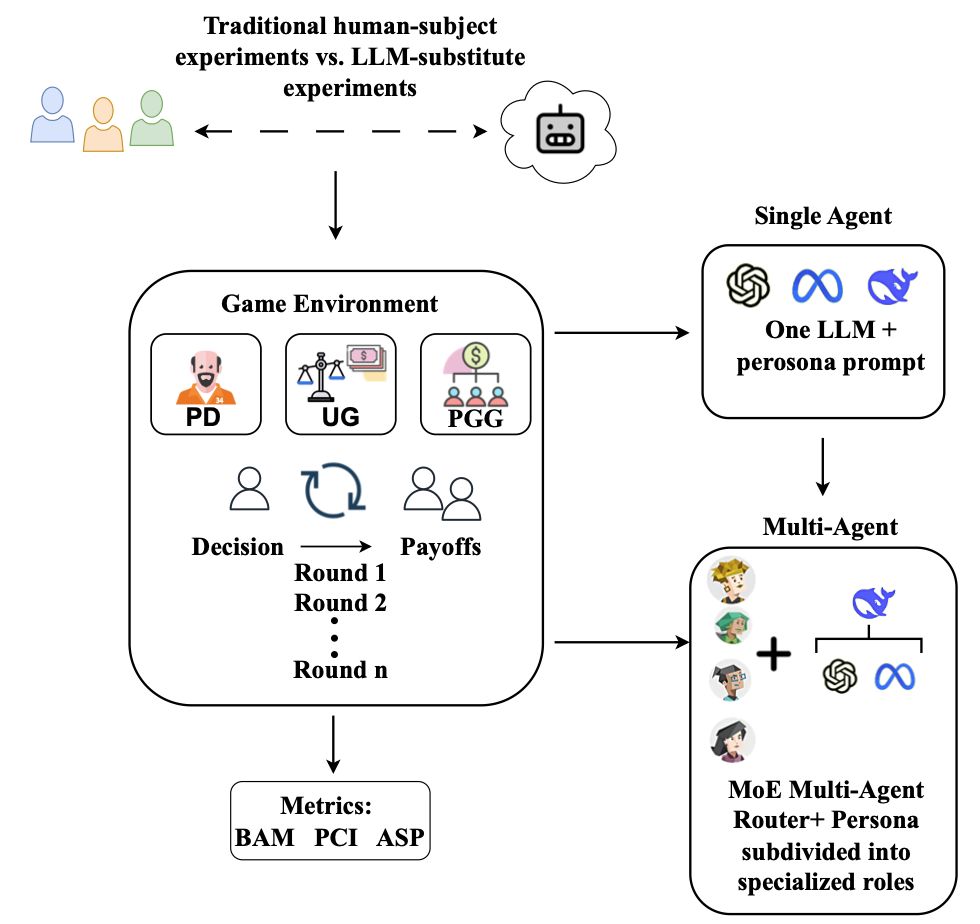 Traditional human-subject
experiments vs. LLM-substitute
experiments
Game Environment
PD
UG
PGG
Decision
Payoffs
Round 1
Round 2
Round n
Metrics:
BAM PCI ASP
Single Agent
One LLM +
perosona prompt
Multi-Agent
MoE Multi-Agent
Router+ Persona
subdivided into
specialized roles